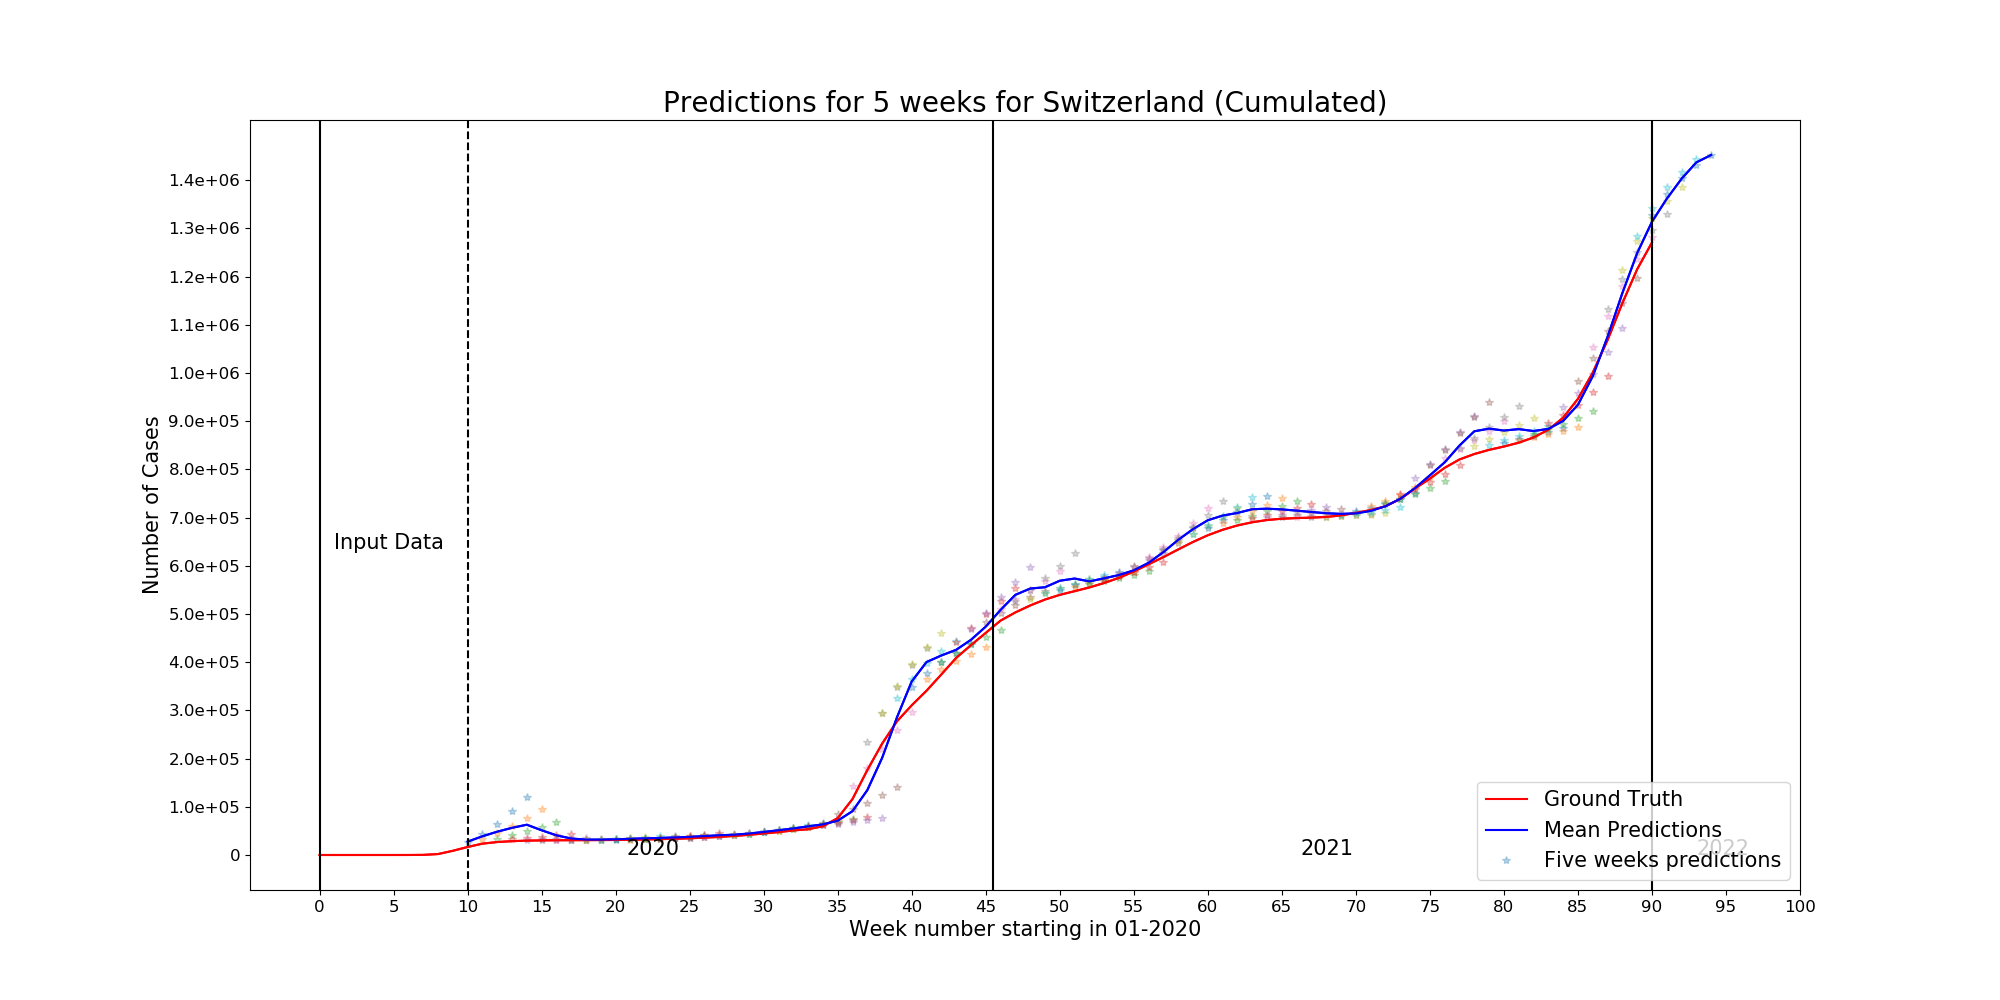 Predictions for 5 weeks for Switzerland (Cumulated)
1.4e+06
1.3e+06
1.2e+06
1.1e+06
1.0e+06
9.0e+05
8.0e+05
7.0e+05
6.0e+05
5.0e+05
4.0e+05
3.0e+05
2.0e+05
1.0e+05
0
Number of Cases
Input Data
2020
2021
2022
Ground Truth
Mean Predictions
Five weeks predictions
0 5 10 15 20 25 30 35 40 45 50 55 60 65 70 75 80 85 90 95 100
Week number starting in 01-2020